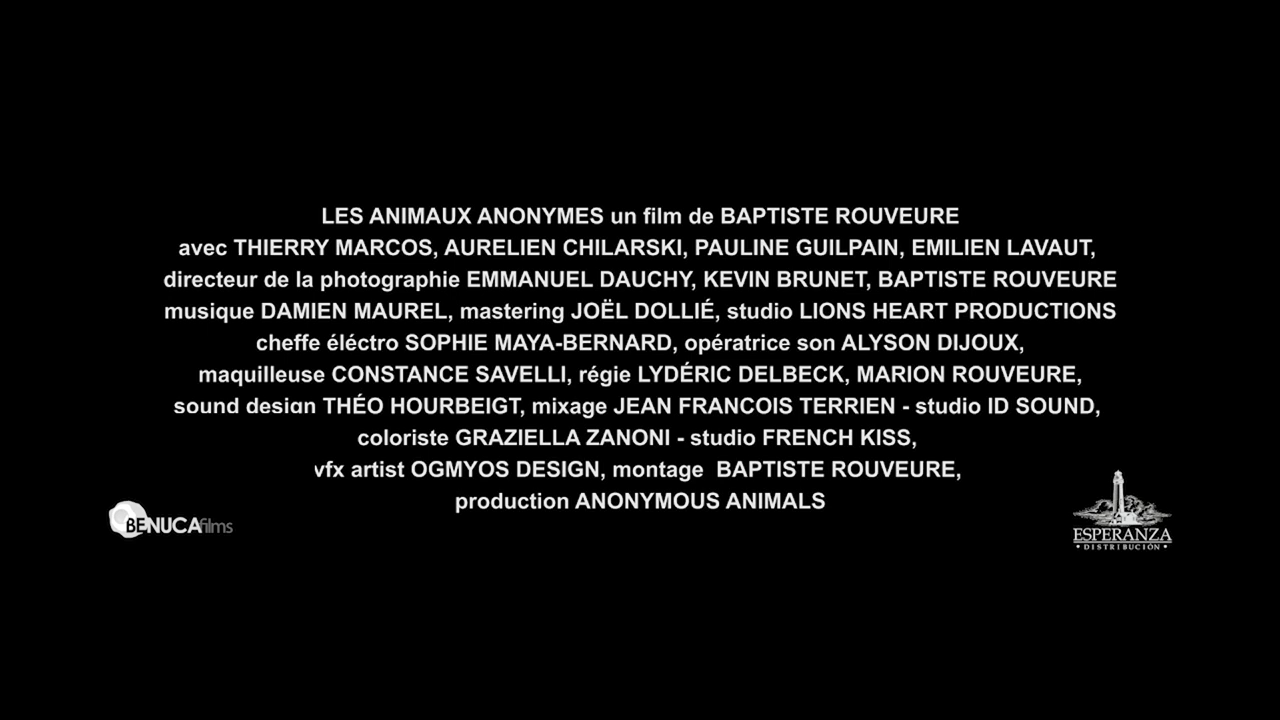 LES ANIMAUX ANONYMES un film de BAPTISTE ROUVEURE
avec THIERRY MARCOS, AURELIEN CHILARSKI, PAULINE GUILPAIN, EMILIEN LAVAUT,
directeur de la photographie EMMANUEL DAUCHY, KEVIN BRUNET, BAPTISTE ROUVEURE
musique DAMIEN MAUREL, mastering JOËL DOLLIÉ, studio LIONS HEART PRODUCTIONS
cheffe éléctro SOPHIE MAYA-BERNARD, opératrice son ALYSON DIJOUX,
maquilleuse CONSTANCE SAVELLI, régie LYDÉRIC DELBECK, MARION ROUVEURE,
sound design THÉO HOURBEIGT, mixage JEAN FRANCOIS TERRIEN - studio ID SOUND,
coloriste GRAZIELLA ZANONI - studio FRENCH KISS,
vfx artist OGMYOS DESIGN, montage  BAPTISTE ROUVEURE,
production ANONYMOUS ANIMALS
BENUCAfilms
ESPERANZA
• DISTRIBUCIÓN •